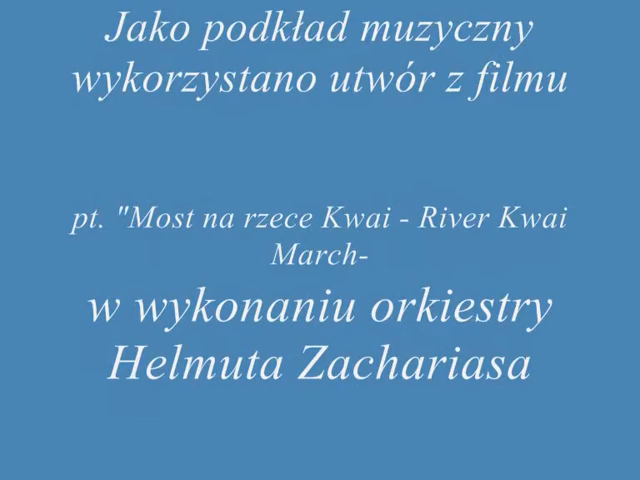 Jako podkład muzyczny
wykorzystano utwór z filmu
pt. "Most na rzece Kwai - River Kwai
March-
w wykonaniu orkiestry
Helmuta Zachariasa